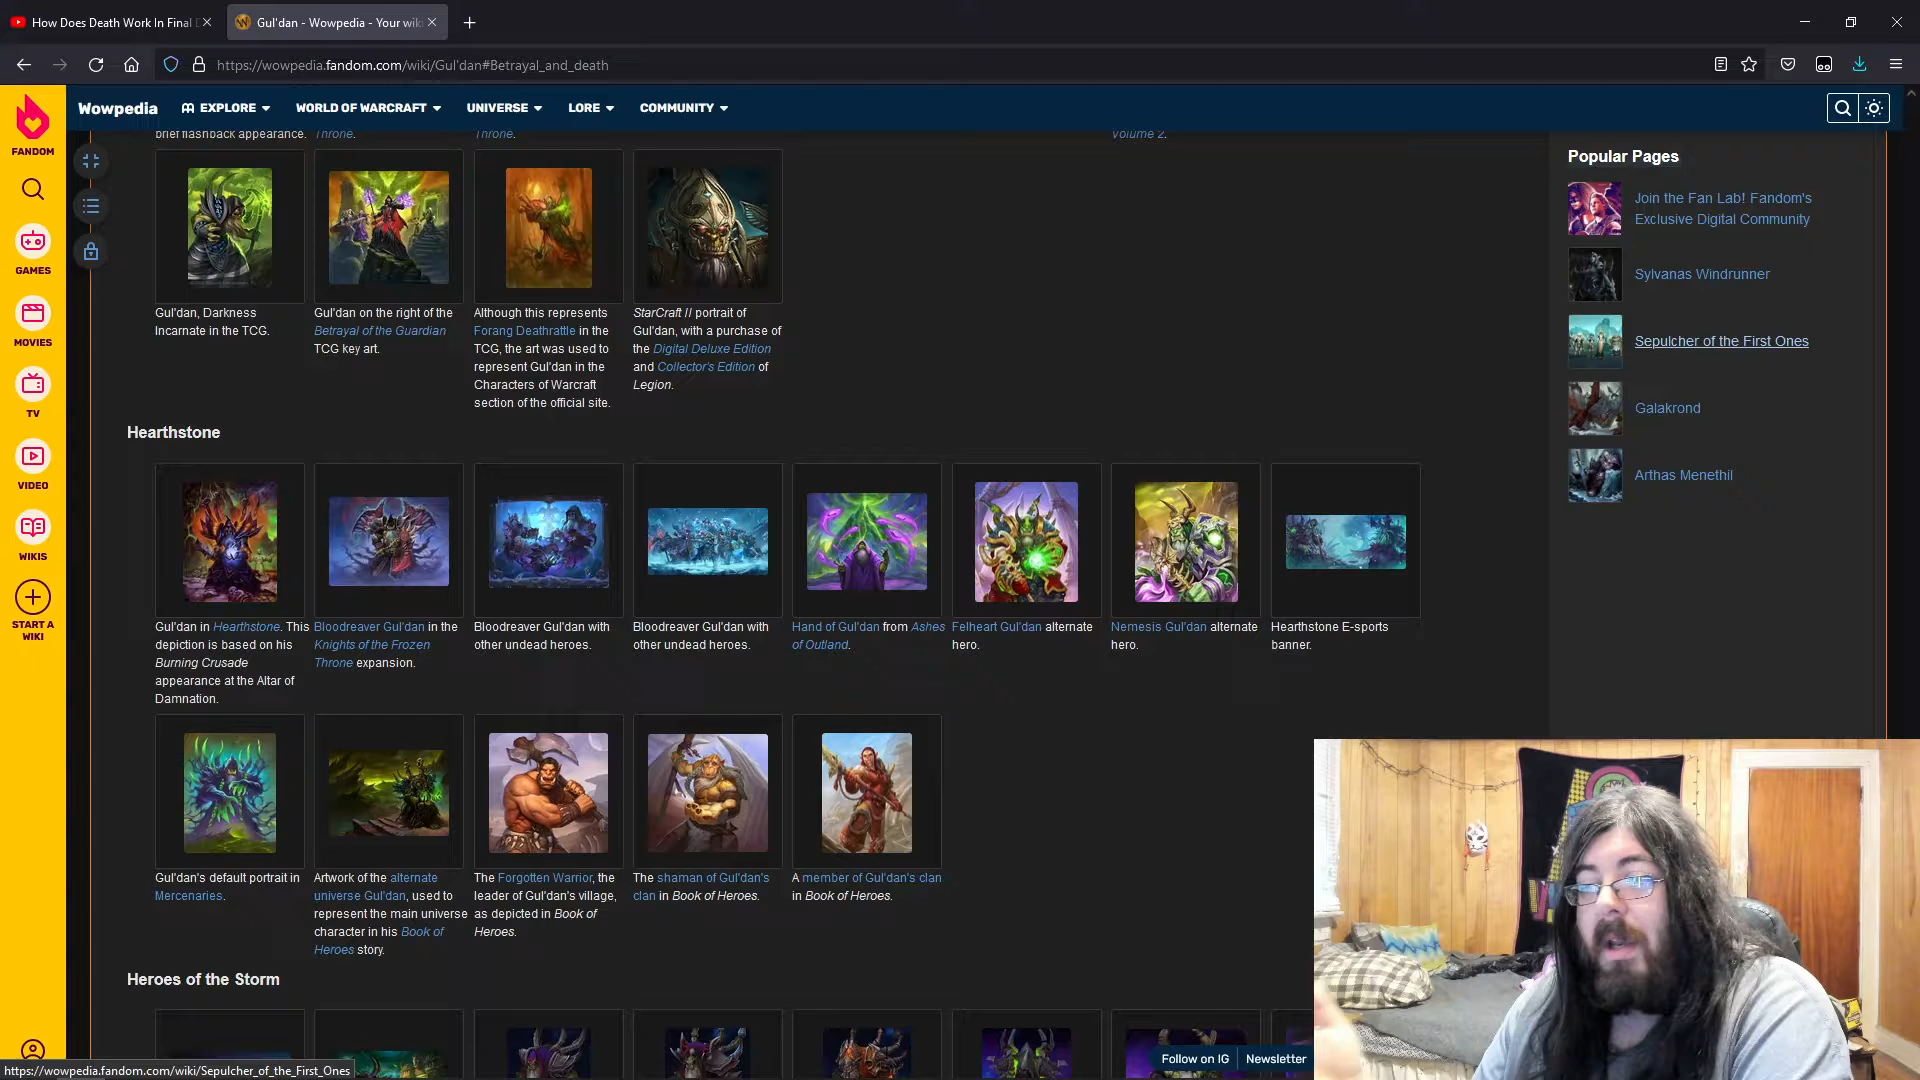 How Does Death Work In Final
Gul'dan - Wowpedia - Your wik
https://wowpedia.fandom.com/wiki/Gul'dan#Betrayal_and_death
Wowpedia
EXPLORE
WORLD OF WARCRAFT
UNIVERSE
LORE
COMMUNITY
FANDOM
GAMES
MOVIES
TV
VIDEO
WIKIS
START A
WIKI
brief flashback appearance.
Throne.
Throne.
Volume 2.
Gul'dan, Darkness
Incarnate in the TCG.
Gul'dan on the right of the
Betrayal of the Guardian
TCG key art.
Although this represents
Forang Deathrattle in the
TCG, the art was used to
represent Gul'dan in the
Characters of Warcraft
section of the official site.
StarCraft II portrait of
Gul'dan, with a purchase of
the Digital Deluxe Edition
and Collector's Edition of
Legion.
Hearthstone
Gul'dan in Hearthstone. This
depiction is based on his
Burning Crusade
appearance at the Altar of
Damnation.
Bloodreaver Gul'dan in the
Knights of the Frozen
Throne expansion.
Bloodreaver Gul'dan with
other undead heroes.
Bloodreaver Gul'dan with
other undead heroes.
Hand of Gul'dan from Ashes
of Outland.
Felheart Gul'dan alternate
hero.
Nemesis Gul'dan alternate
hero.
Hearthstone E-sports
banner.
Gul'dan's default portrait in
Mercenaries.
Artwork of the alternate
universe Gul'dan, used to
represent the main universe
character in his Book of
Heroes story.
The Forgotten Warrior, the
leader of Gul'dan's village,
as depicted in Book of
Heroes.
The shaman of Gul'dan's
clan in Book of Heroes.
A member of Gul'dan's clan
in Book of Heroes.
Heroes of the Storm
Popular Pages
Join the Fan Lab! Fandom's
Exclusive Digital Community
Sylvanas Windrunner
Sepulcher of the First Ones
Galakrond
Arthas Menethil
Follow on IG
Newsletter
https://wowpedia.fandom.com/wiki/Sepulcher_of_the_First_Ones